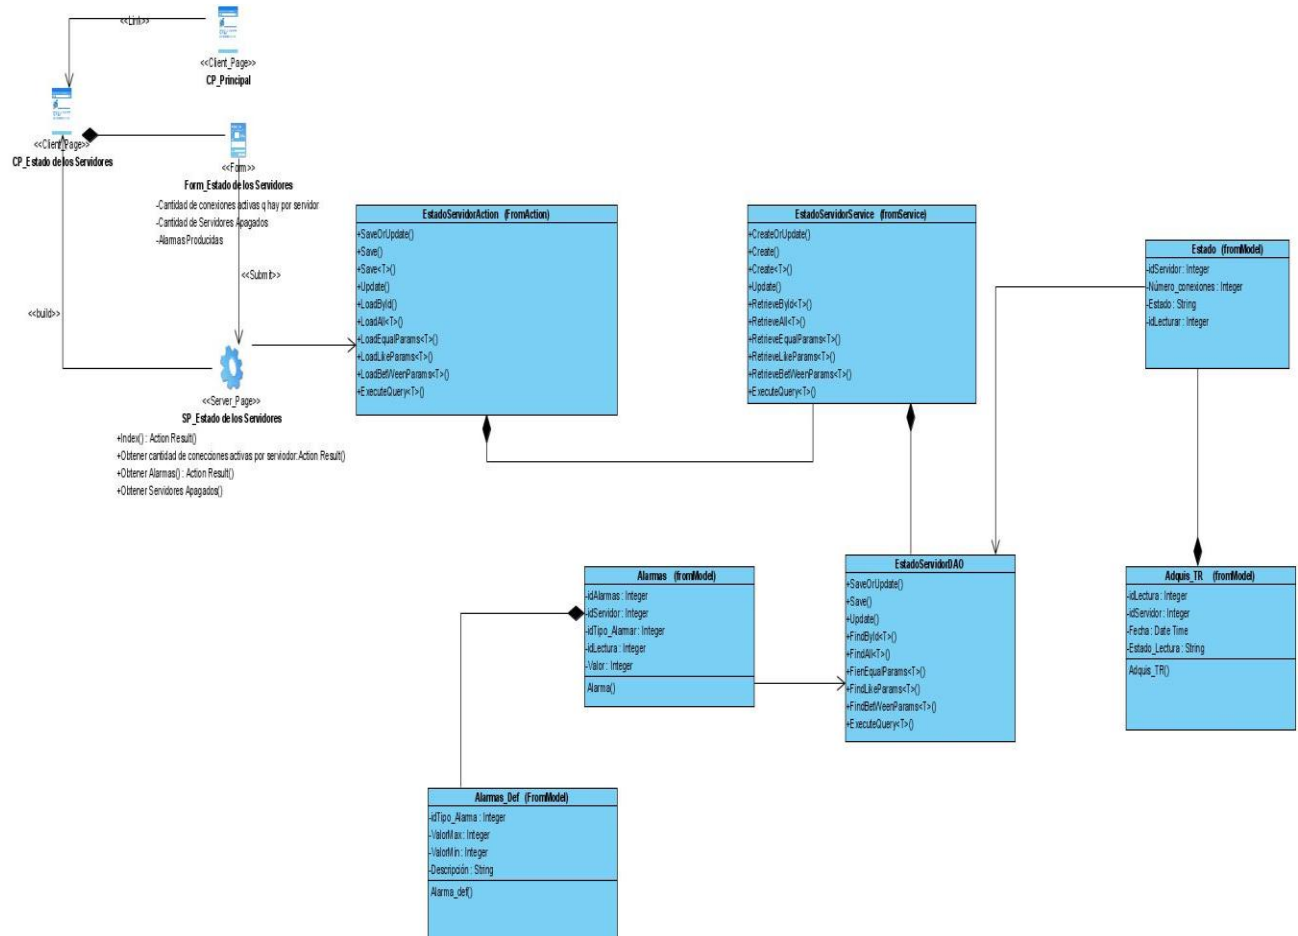 <<Link>>
<<Client_Page>>
CP_Principal
<<Client_Page>>
CP_Estado de los Servidores
<<Form>>
Form_Estado de los Servidores
-Cantidad de conexiones activas q hay por servidor
-Cantidad de Servidores Apagados
-Alarmas Producidas
<<Submit>>
<<build>>
<<Server_Page>>
SP_Estado de los Servidores
+Index() : Action Result()
+Obtener cantidad de conecciones activas por serviodor:Action Result()
+Obtener Alarmas() : Action Result()
+Obtener Servidores Apagados()
EstadoServidorAction (FromAction)
+SaveOrUpdate()
+Save()
+Save<T>()
+Update()
+LoadById()
+LoadAll<T>()
+LoadEqualParams<T>()
+LoadLikeParams<T>()
+LoadBetWeenParams<T>()
+ExecuteQuery<T>()
EstadoServidorService (fromService)
+CreateOrUpdate()
+Create()
+Create<T>()
+Update()
+RetrieveById<T>()
+RetrieveAll<T>()
+RetrieveEqualParams<T>()
+RetrieveLikeParams<T>()
+RetrieveBetWeenParams<T>()
+ExecuteQuery<T>()
Estado (fromModel)
-idServidor : Integer
-Número_conexiones : Integer
-Estado : String
-idLecturar : Integer
Alarmas (fromModel)
-idAlarmas : Integer
-idServidor : Integer
-idTipo_Alarmar : Integer
-idLectura : Integer
-Valor : Integer
Alarma()
EstadoServidorDAO
+SaveOrUpdate()
+Save()
+Update()
+FindById<T>()
+FindAll<T>()
+FienEqualParams<T>()
+FindLikeParams<T>()
+FindBetWeenParams<T>()
+ExecuteQuery<T>()
Adquis_TR (fromModel)
-idLectura : Integer
-idServidor : Integer
-Fecha : Date Time
-Estado_Lectura : String
Adquis_TR()
Alarmas_Def (FromModel)
-idTipo_Alarma : Integer
-ValorMax : Integer
-ValorMin : Integer
-Descripción : String
Alarma_def()